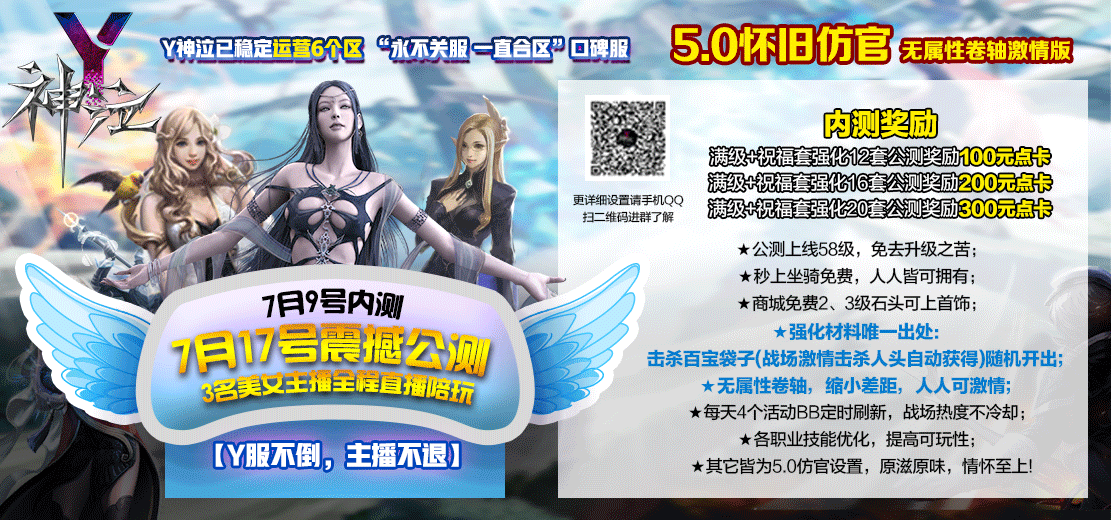 Y
神泣
Y神泣已稳定运营6个区 “永不关服 一直合区”口碑服
5.0怀旧仿官 无属性卷轴激情版
更详细设置请手机QQ
扫二维码进群了解
内测奖励
满级+祝福套强化12套公测奖励100元点卡
满级+祝福套强化16套公测奖励200元点卡
满级+祝福套强化20套公测奖励300元点卡
★公测上线58级，免去升级之苦；
★秒上坐骑免费，人人皆可拥有；
★商城免费2、3级石头可上首饰；
★强化材料唯一出处:
击杀百宝袋子(战场激情击杀人头自动获得)随机开出；
★无属性卷轴，缩小差距，人人可激情；
★每天4个活动BB定时刷新，战场热度不冷却；
★各职业技能优化，提高可玩性；
★其它皆为5.0仿官设置，原滋原味，情怀至上!
7月9号内测
7月17号震撼公测
3名美女主播全程直播陪玩
【Y服不倒，主播不退】